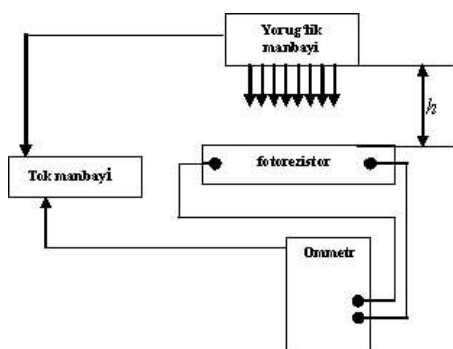 Yorug'lik
manbayi
h
fotorezistor
Tok manbayi
Ommetr